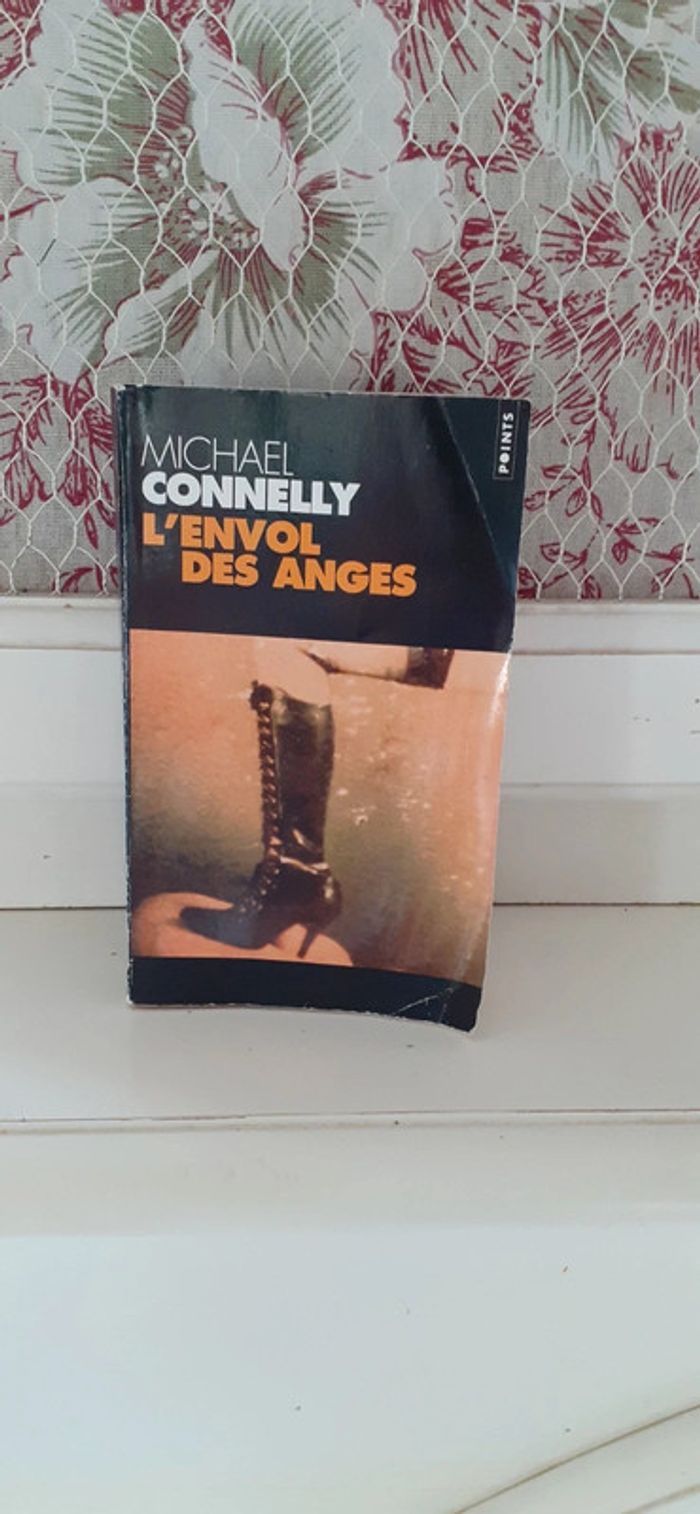 POINTS
MICHAEL
CONNELLY
L'ENVOL
DES ANGES